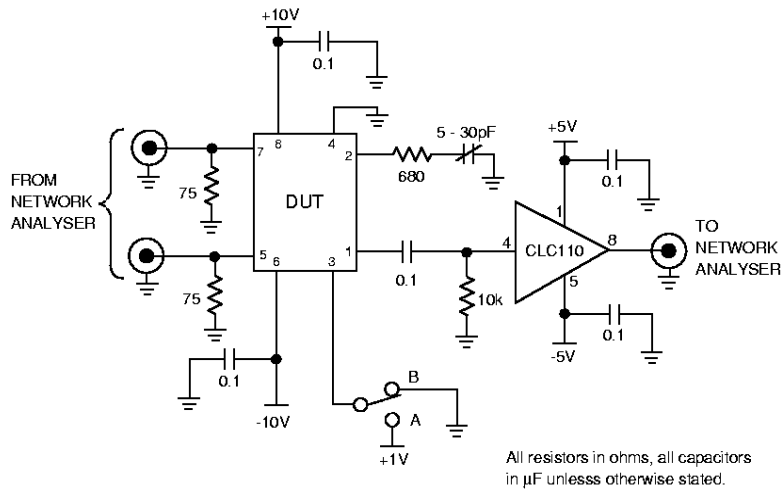 +10V
0.1
5 - 30pF
+5V
8 4
7 2
FROM
NETWORK
ANALYSER
75
680
0.1
DUT
1
TO
NETWORK
ANALYSER
4 CLC110 8
5 6 3 1
0.1
5
75
10k
0.1
0.1
-5V
-10V
B
A
+1V
All resistors in ohms, all capacitors
in µF unlesss otherwise stated.